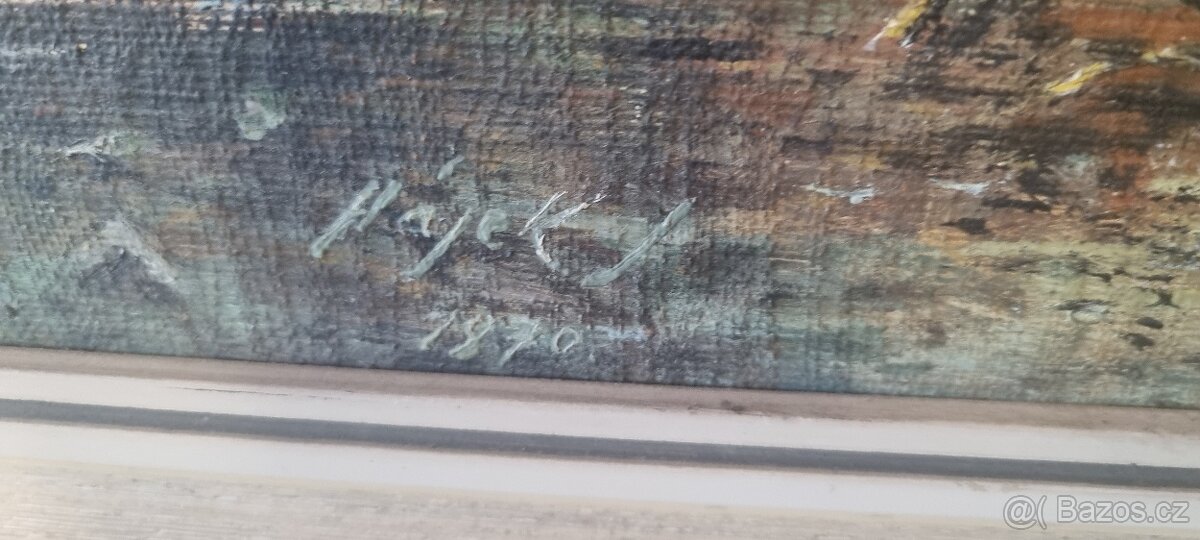 Hájek J
1970.
@( Bazos.cz